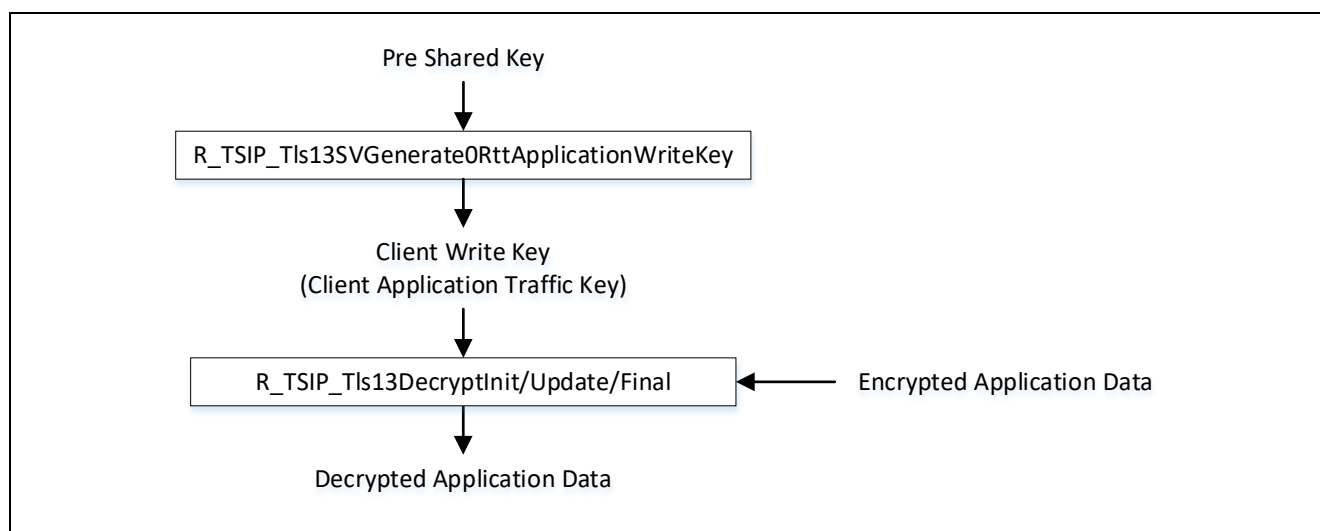 Pre Shared Key
R_TSIP_Tls13SVGenerate0RttApplicationWriteKey
Client Write Key
(Client Application Traffic Key)
R_TSIP_Tls13DecryptInit/Update/Final
Encrypted Application Data
Decrypted Application Data